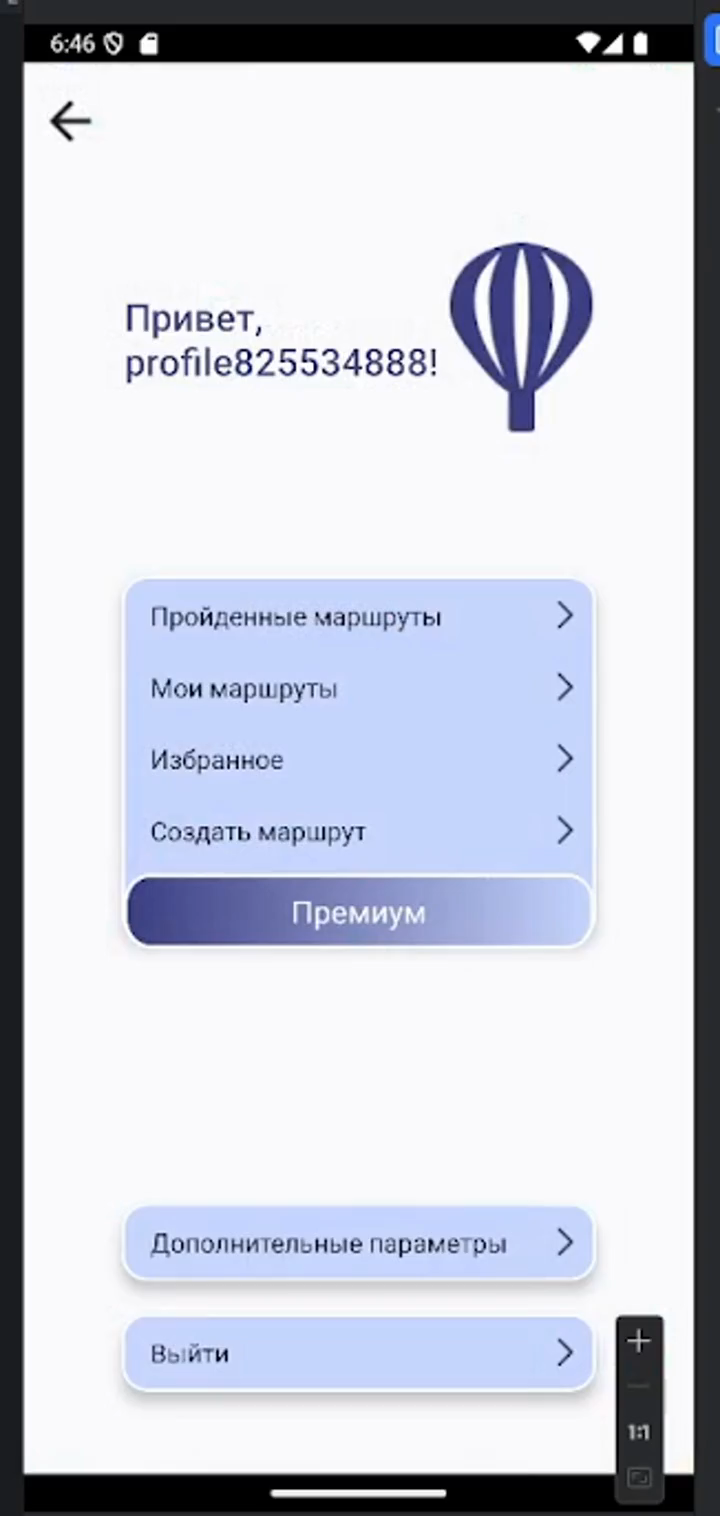 6:46
Привет,
profile825534888!
Пройденные маршруты
Мои маршруты
Избранное
Создать маршрут
Премиум
Дополнительные параметры
Выйти
1:1